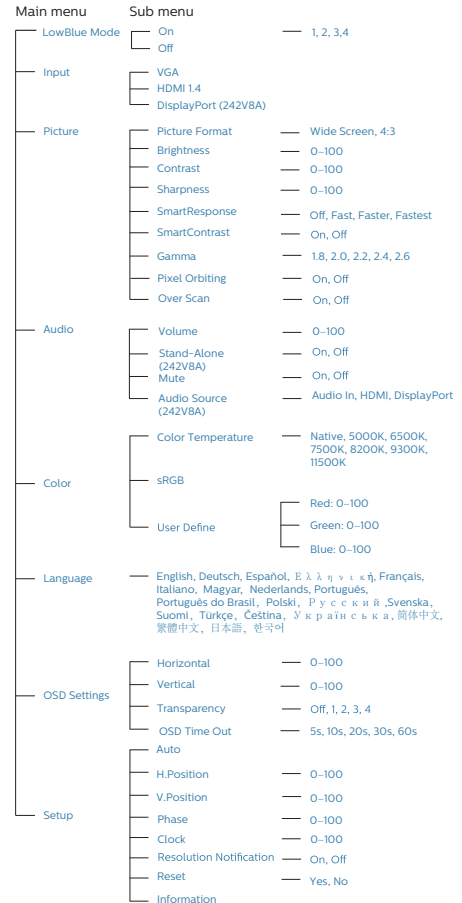 Main menu Sub menu
LowBlue Mode On 1, 2, 3,4
Off
Input VGA
HDMI 1.4
DisplayPort (242V8A)
Picture Picture Format Wide Screen, 4:3
Brightness 0–100
Contrast 0–100
Sharpness 0–100
SmartResponse Off, Fast, Faster, Fastest
SmartContrast On, Off
Gamma 1.8, 2.0, 2.2, 2.4, 2.6
Pixel Orbiting On, Off
Over Scan On, Off
Audio Volume 0–100
Stand-Alone On, Off
(242V8A)
Mute On, Off
Audio Source Audio In, HDMI, DisplayPort
(242V8A)
Color Temperature Native, 5000K, 6500K,
7500K, 8200K, 9300K,
11500K
Color sRGB
Red: 0–100
User Define Green: 0–100
Blue: 0–100
Language English, Deutsch, Español, Ελληνική, Français,
Italiano, Magyar, Nederlands, Português,
Português do Brasil, Polski, Русский ,Svenska,
Suomi, Türkçe, Čeština, Українська, 简体中文,
繁體中文, 日本語, 한국어
Horizontal 0–100
Vertical 0–100
OSD Settings Transparency Off, 1, 2, 3, 4
OSD Time Out 5s, 10s, 20s, 30s, 60s
Auto
H.Position 0–100
V.Position 0–100
Setup Phase 0–100
Clock 0–100
Resolution Notification On, Off
Reset Yes, No
Information